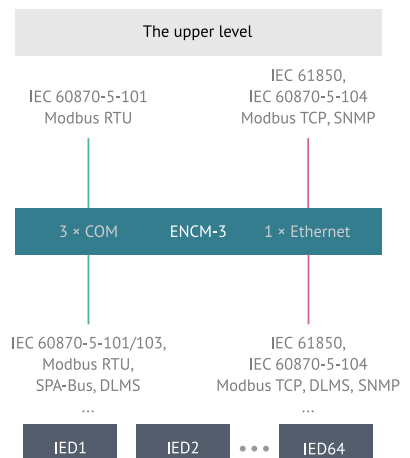 The upper level
IEC 60870-5-101
Modbus RTU
IEC 61850,
IEC 60870-5-104
Modbus TCP, SNMP
3 × COM
ENCM-3
1 × Ethernet
IEC 60870-5-101/103,
Modbus RTU,
SPA-Bus, DLMS
...
IEC 61850,
IEC 60870-5-104
Modbus TCP, DLMS, SNMP
...
IED1
IED2
IED64